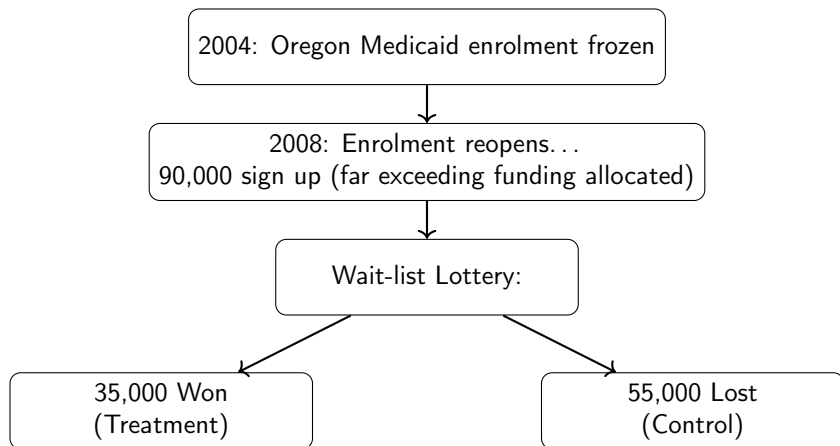 2004: Oregon Medicaid enrolment frozen
2008: Enrolment reopens...
90,000 sign up (far exceeding funding allocated)
Wait-list Lottery:
35,000 Won
(Treatment)
55,000 Lost
(Control)